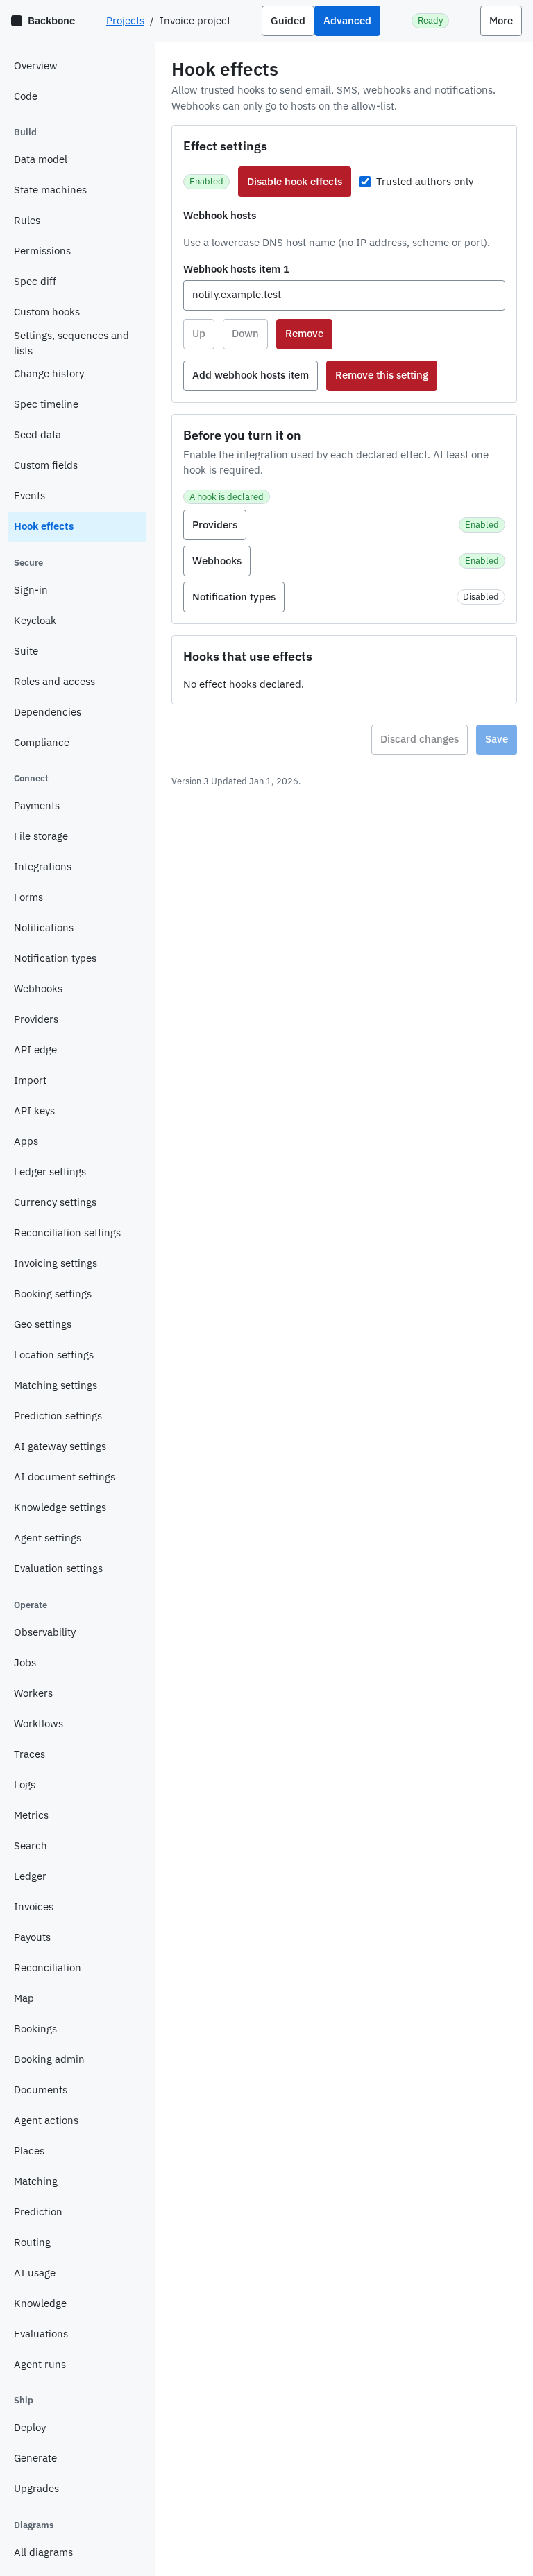 Backbone
Projects / Invoice project
Guided
Advanced
Ready
More
Overview
Code
Build
Data model
State machines
Rules
Permissions
Spec diff
Custom hooks
Settings, sequences and
lists
Change history
Spec timeline
Seed data
Custom fields
Events
Hook effects
Secure
Sign-in
Keycloak
Suite
Roles and access
Dependencies
Compliance
Connect
Payments
File storage
Integrations
Forms
Notifications
Notification types
Webhooks
Providers
API edge
Import
API keys
Apps
Ledger settings
Currency settings
Reconciliation settings
Invoicing settings
Booking settings
Geo settings
Location settings
Matching settings
Prediction settings
AI gateway settings
AI document settings
Knowledge settings
Agent settings
Evaluation settings
Operate
Observability
Jobs
Workers
Workflows
Traces
Logs
Metrics
Search
Ledger
Invoices
Payouts
Reconciliation
Map
Bookings
Booking admin
Documents
Agent actions
Places
Matching
Prediction
Routing
AI usage
Knowledge
Evaluations
Agent runs
Ship
Deploy
Generate
Upgrades
Diagrams
All diagrams
Hook effects
Allow trusted hooks to send email, SMS, webhooks and notifications.
Webhooks can only go to hosts on the allow-list.
Effect settings
Enabled
Disable hook effects
Trusted authors only
Webhook hosts
Use a lowercase DNS host name (no IP address, scheme or port).
Webhook hosts item 1
notify.example.test
Up
Down
Remove
Add webhook hosts item
Remove this setting
Before you turn it on
Enable the integration used by each declared effect. At least one
hook is required.
A hook is declared
Providers
Enabled
Webhooks
Enabled
Notification types
Disabled
Hooks that use effects
No effect hooks declared.
Discard changes
Save
Version 3 Updated Jan 1, 2026.